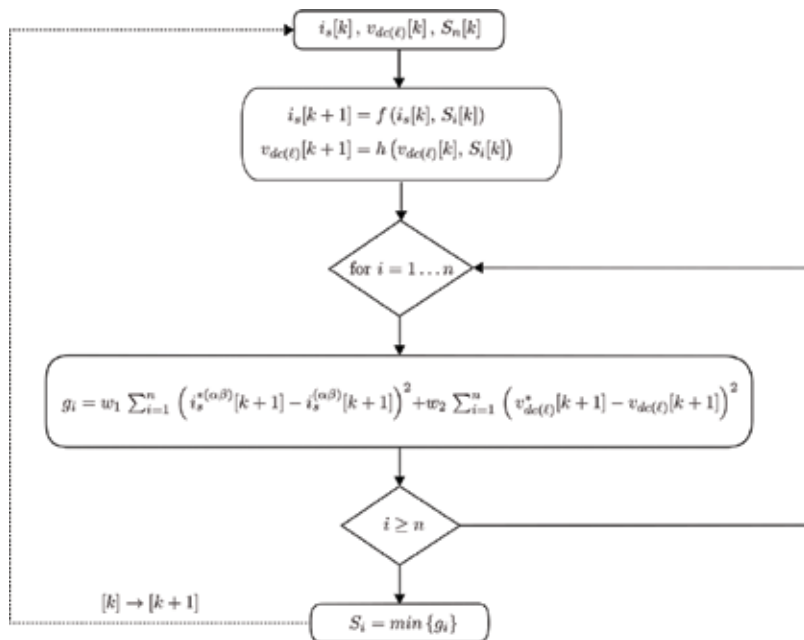 i_s[k], v_{dc(ℓ)}[k], S_n[k]
i_s[k + 1] = f (i_s[k], S_i[k])
v_{dc(ℓ)}[k + 1] = h (v_{dc(ℓ)}[k], S_i[k])
for i = 1 … n
g_i = w_1 ∑_{i=1}^{n} (i_s^{*(αβ)}[k + 1] − i_s^{(αβ)}[k + 1])^2 + w_2 ∑_{i=1}^{n} (v^*_{dc(ℓ)}[k + 1] − v_{dc(ℓ)}[k + 1])^2
i ≥ n
[k] → [k + 1]
S_i = min {g_i}